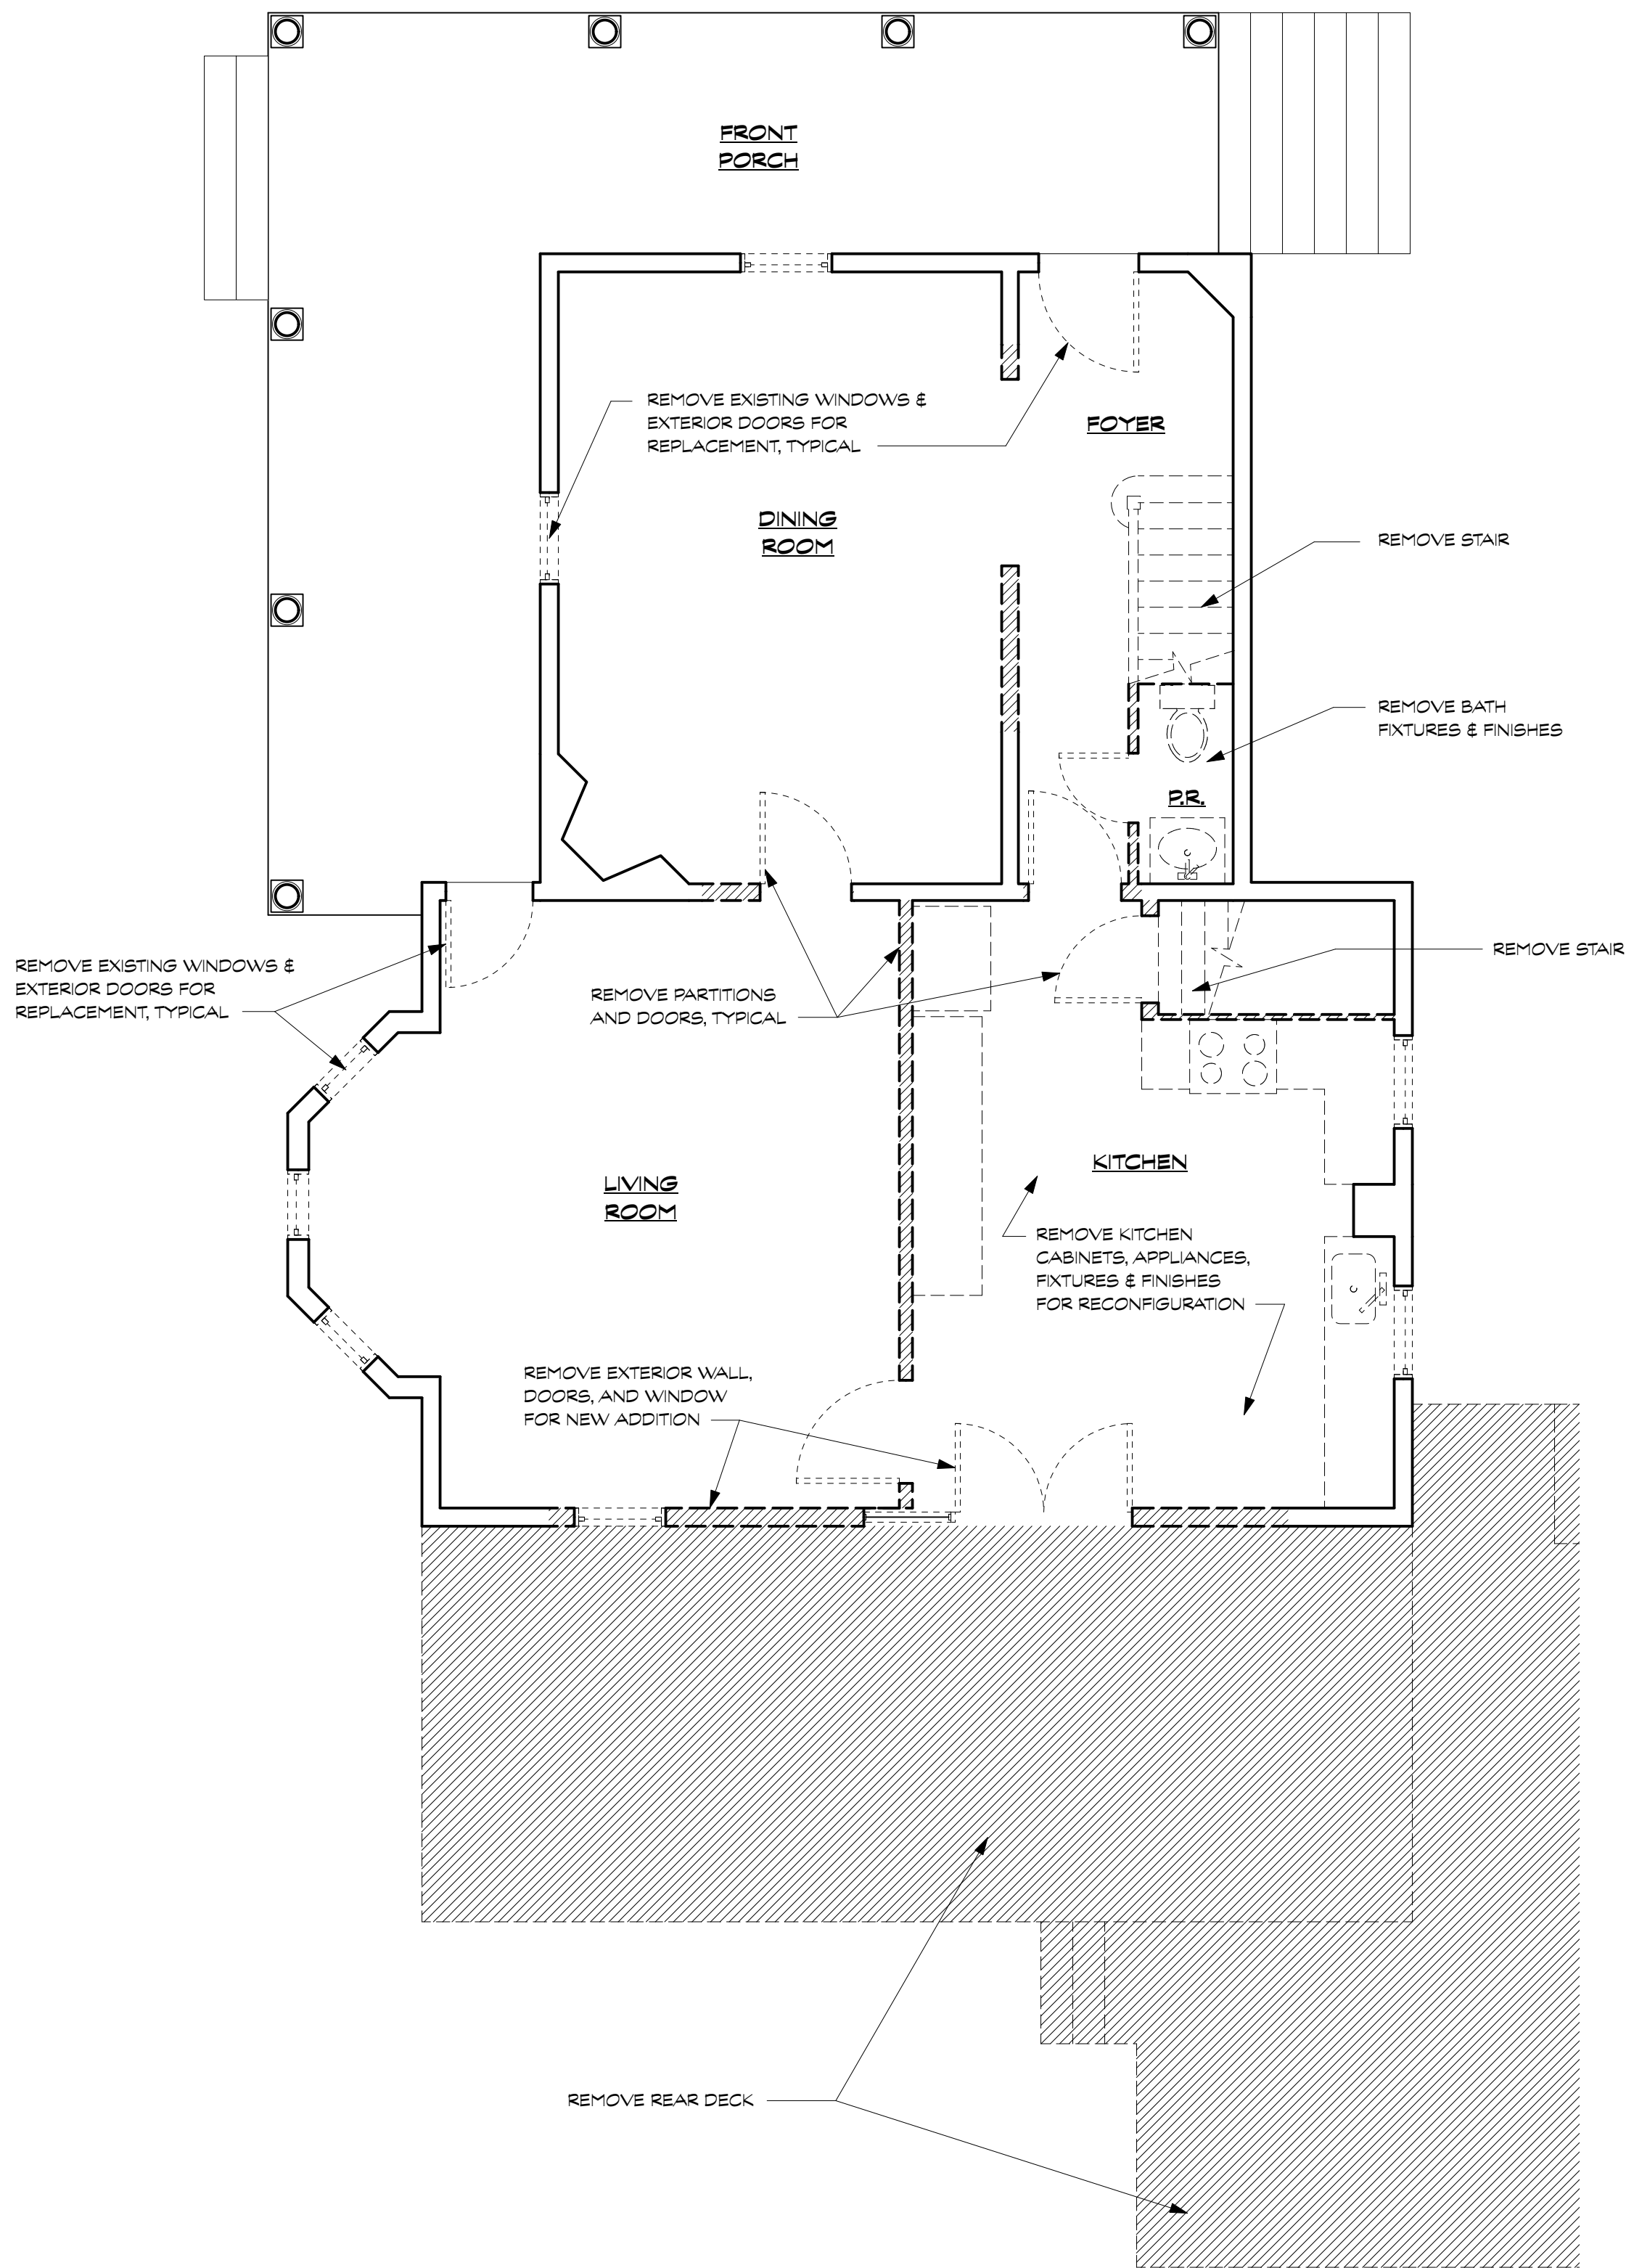 FRONT
PORCH
REMOVE EXISTING WINDOWS &
EXTERIOR DOORS FOR
REPLACEMENT, TYPICAL
FOYER
DINING
ROOM
REMOVE STAIR
REMOVE BATH
FIXTURES & FINISHES
P.R.
REMOVE STAIR
REMOVE EXISTING WINDOWS &
EXTERIOR DOORS FOR
REPLACEMENT, TYPICAL
REMOVE PARTITIONS
AND DOORS, TYPICAL
KITCHEN
LIVING
ROOM
REMOVE KITCHEN
CABINETS, APPLIANCES,
FIXTURES & FINISHES
FOR RECONFIGURATION
REMOVE EXTERIOR WALL,
DOORS, AND WINDOW
FOR NEW ADDITION
REMOVE REAR DECK